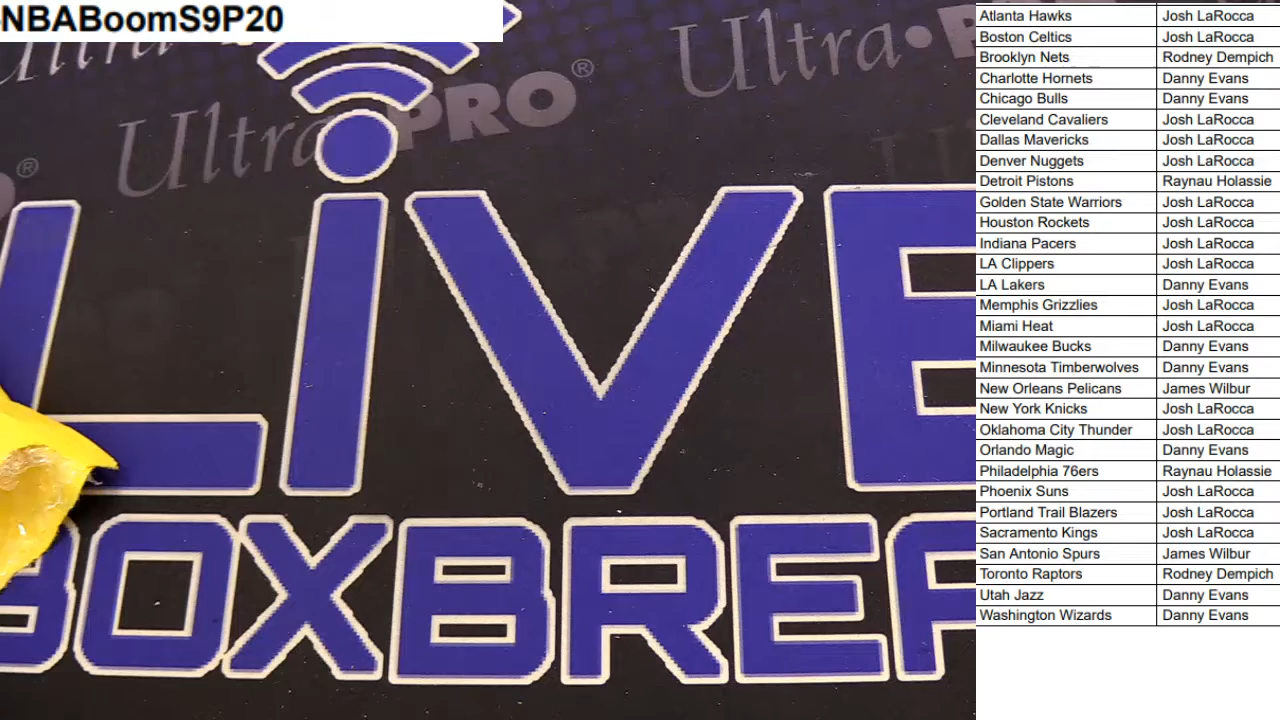 NBABoomS9P20
Ultra
Ultra PRO®
Ultra
®
LiVE
BOXBREA
Atlanta Hawks Josh LaRocca
Boston Celtics Josh LaRocca
Brooklyn Nets Rodney Dempich
Charlotte Hornets Danny Evans
Chicago Bulls Danny Evans
Cleveland Cavaliers Josh LaRocca
Dallas Mavericks Josh LaRocca
Denver Nuggets Josh LaRocca
Detroit Pistons Raynau Holassie
Golden State Warriors Josh LaRocca
Houston Rockets Josh LaRocca
Indiana Pacers Josh LaRocca
LA Clippers Josh LaRocca
LA Lakers Danny Evans
Memphis Grizzlies Josh LaRocca
Miami Heat Josh LaRocca
Milwaukee Bucks Danny Evans
Minnesota Timberwolves Danny Evans
New Orleans Pelicans James Wilbur
New York Knicks Josh LaRocca
Oklahoma City Thunder Josh LaRocca
Orlando Magic Danny Evans
Philadelphia 76ers Raynau Holassie
Phoenix Suns Josh LaRocca
Portland Trail Blazers Josh LaRocca
Sacramento Kings Josh LaRocca
San Antonio Spurs James Wilbur
Toronto Raptors Rodney Dempich
Utah Jazz Danny Evans
Washington Wizards Danny Evans